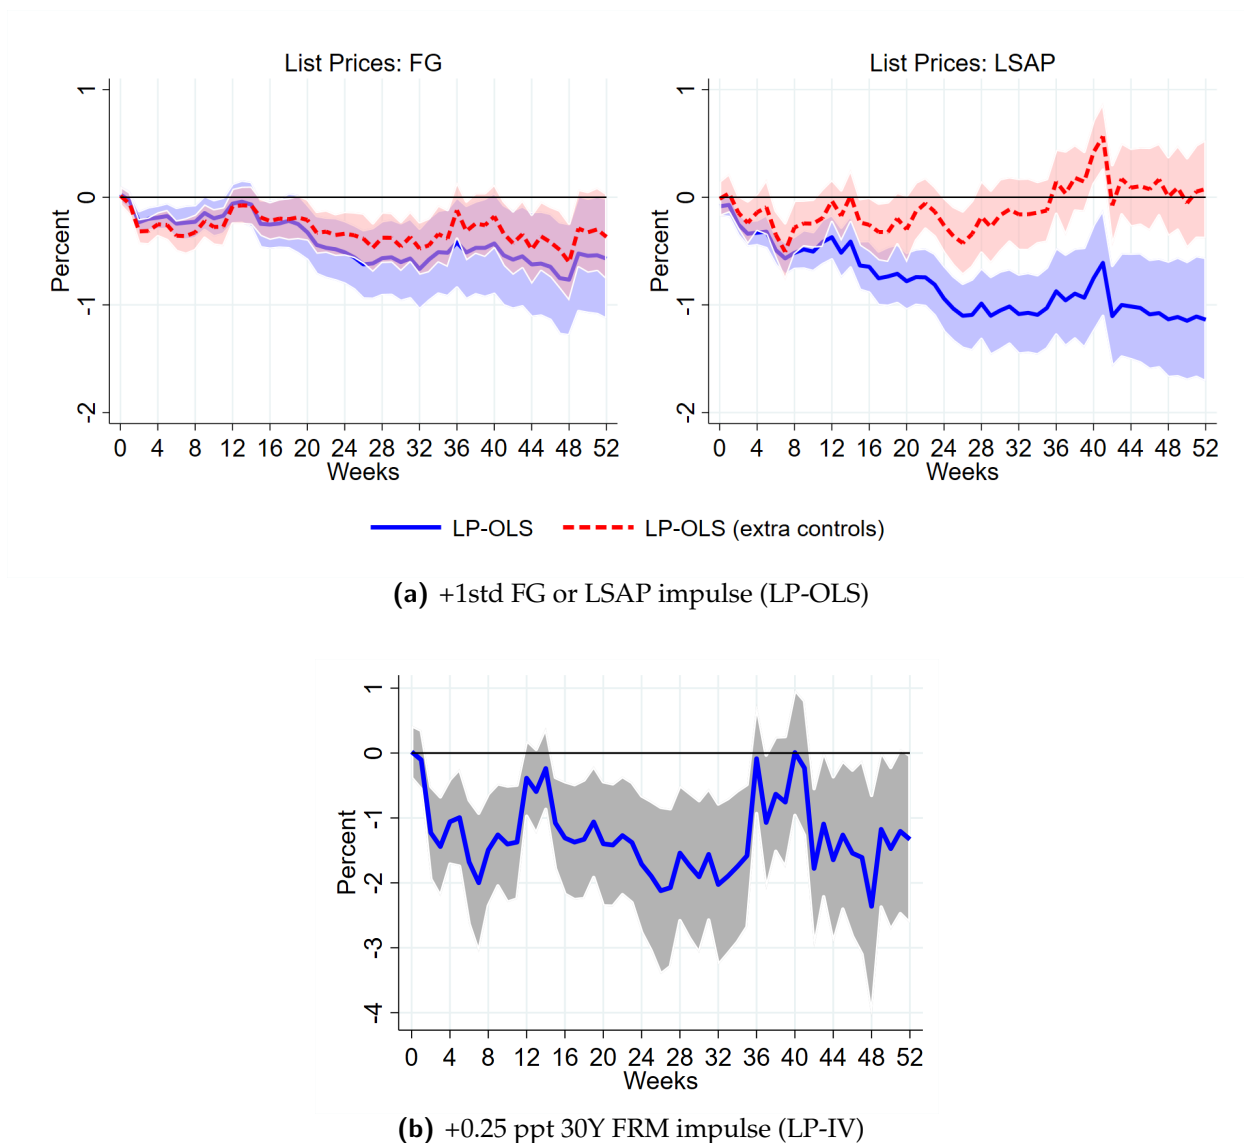 List Prices: FG
Percent
1
0
-1
-2
0 4 8 12 16 20 24 28 32 36 40 44 48 52
Weeks
List Prices: LSAP
Percent
1
0
-1
-2
0 4 8 12 16 20 24 28 32 36 40 44 48 52
Weeks
LP-OLS LP-OLS (extra controls)
(a) +1std FG or LSAP impulse (LP-OLS)
Percent
1
0
-1
-2
-3
-4
0 4 8 12 16 20 24 28 32 36 40 44 48 52
Weeks
(b) +0.25 ppt 30Y FRM impulse (LP-IV)